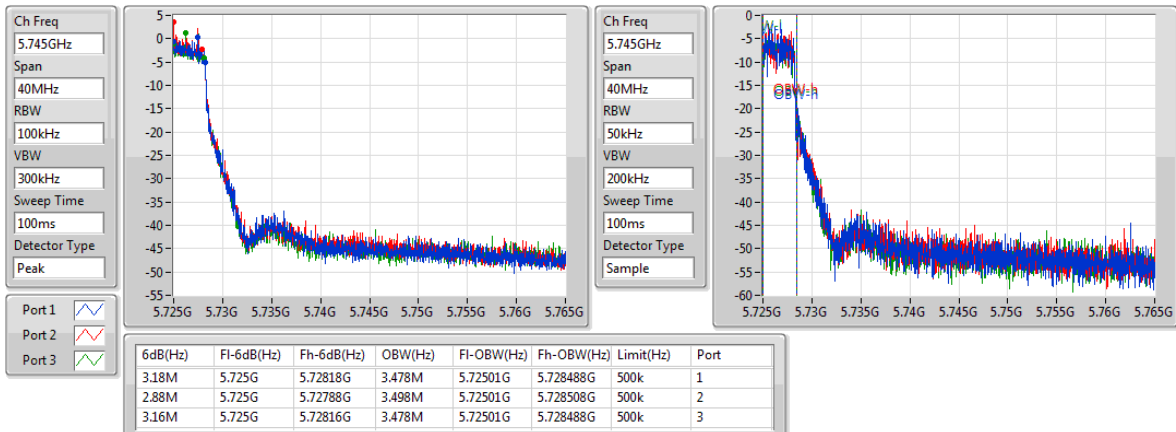 Ch Freq
5.745GHz
Span
40MHz
RBW
100kHz
VBW
300kHz
Sweep Time
100ms
Detector Type
Peak
Port 1
Port 2
Port 3
5
0
-5
-10
-15
-20
-25
-30
-35
-40
-45
-50
-55
5.725G 5.73G 5.735G 5.74G 5.745G 5.75G 5.755G 5.76G 5.765G
Ch Freq
5.745GHz
Span
40MHz
RBW
50kHz
VBW
200kHz
Sweep Time
100ms
Detector Type
Sample
0
-5
-10
-15
-20
-25
-30
-35
-40
-45
-50
-55
-60
OBW-h
5.725G 5.73G 5.735G 5.74G 5.745G 5.75G 5.755G 5.76G 5.765G
6dB(Hz) Fl-6dB(Hz) Fh-6dB(Hz) OBW(Hz) Fl-OBW(Hz) Fh-OBW(Hz) Limit(Hz) Port
3.18M 5.725G 5.72818G 3.478M 5.72501G 5.728488G 500k 1
2.88M 5.725G 5.72788G 3.498M 5.72501G 5.728508G 500k 2
3.16M 5.725G 5.72816G 3.478M 5.72501G 5.728488G 500k 3